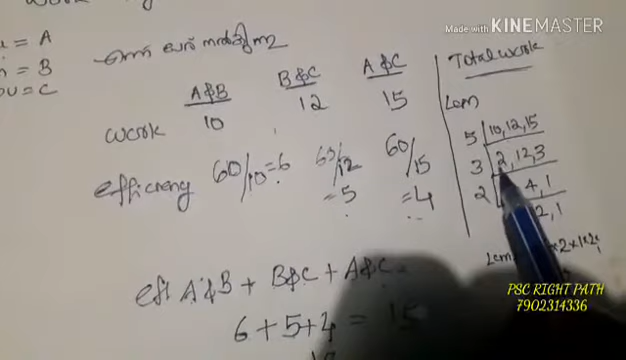 Made with KINEMASTER
= A
= B
= C
A&B B&C A&C
work 10 12 15
efficieng 60/10=6 60/12 60/15
=5 =4
eff A&B + B&C + A&C
6+5+4 = 15
Total work
Lcm
5 10,12,15
3 2,12,3
2 4,1
2,1
Lcm
PSC RIGHT PATH
7902314336